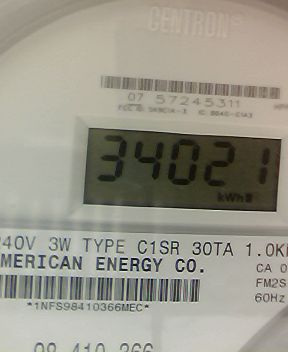 CENTRON®
07 57245311
34021
kWh
240V 3W TYPE C1SR 30TA 1.0K
AMERICAN ENERGY CO.
CA 0
FM2S
60Hz
*1NFS98410366MEC*
98 410 366